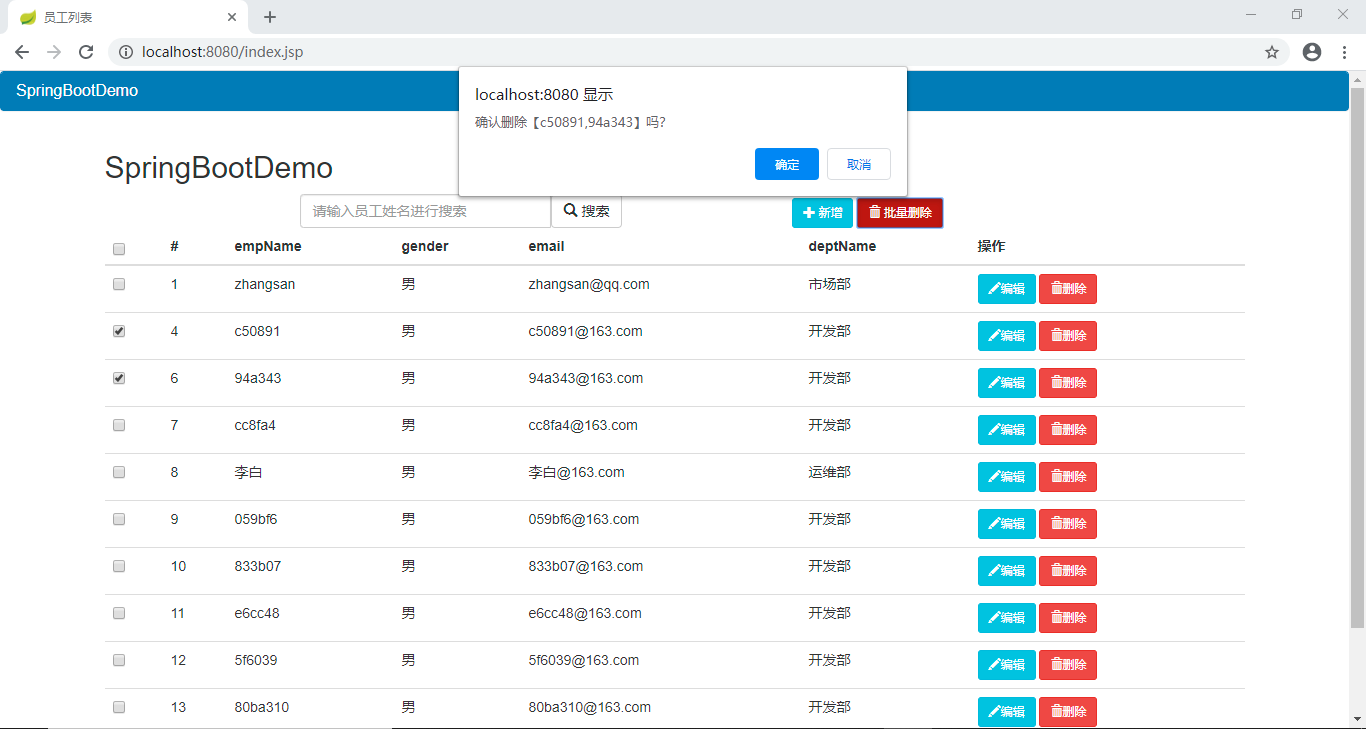 员工列表
localhost:8080/index.jsp
SpringBootDemo
localhost:8080 显示
确认删除【c50891,94a343】吗?
确定 取消
SpringBootDemo
请输入员工姓名进行搜索 搜索 新增 批量删除
# empName gender email deptName 操作
1 zhangsan 男 zhangsan@qq.com 市场部 编辑 删除
4 c50891 男 c50891@163.com 开发部 编辑 删除
6 94a343 男 94a343@163.com 开发部 编辑 删除
7 cc8fa4 男 cc8fa4@163.com 开发部 编辑 删除
8 李白 男 李白@163.com 运维部 编辑 删除
9 059bf6 男 059bf6@163.com 开发部 编辑 删除
10 833b07 男 833b07@163.com 开发部 编辑 删除
11 e6cc48 男 e6cc48@163.com 开发部 编辑 删除
12 5f6039 男 5f6039@163.com 开发部 编辑 删除
13 80ba310 男 80ba310@163.com 开发部 编辑 删除